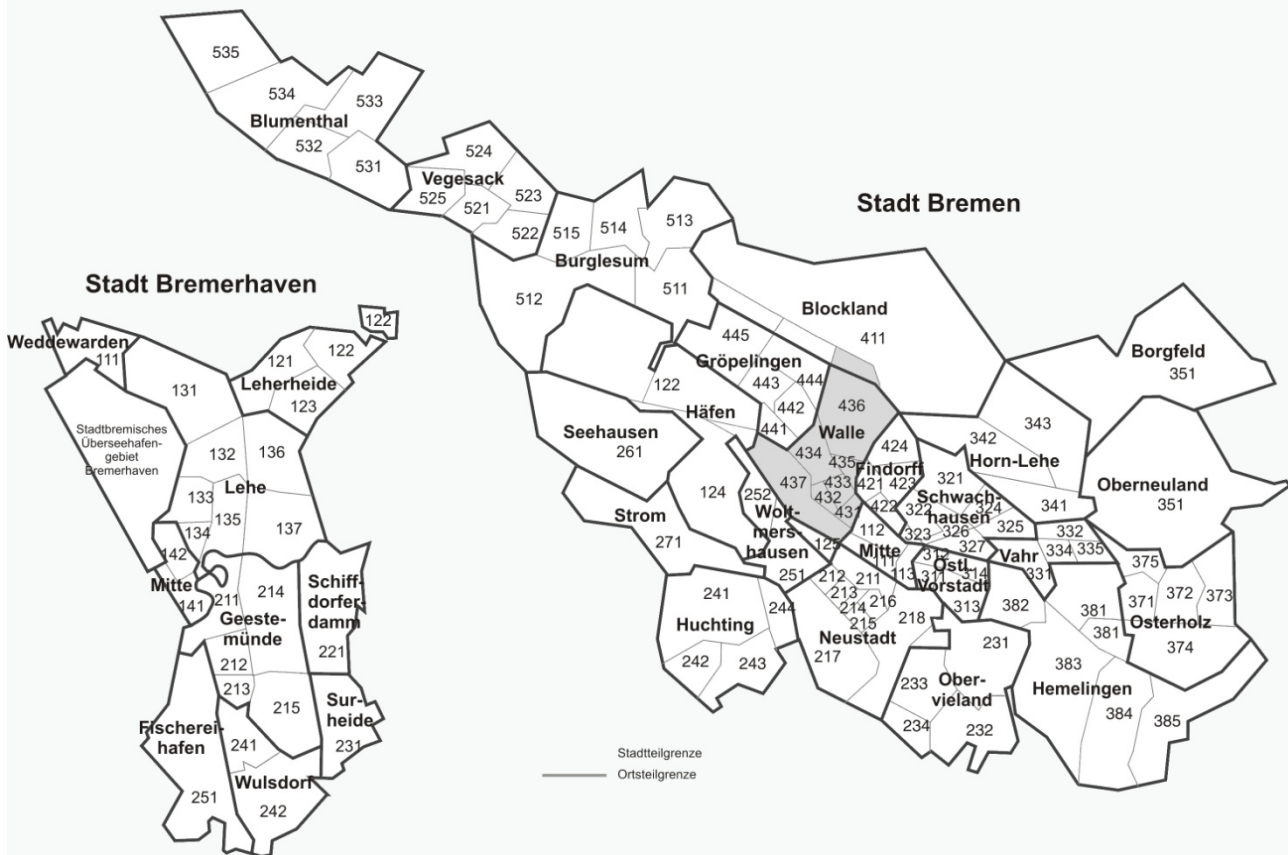 Stadt Bremen
535
534
533
Blumenthal
532
531
524
Vegesack
525
521
523
522
515
514
513
Burglesum
512
511
Blockland
411
445
Gröpelingen
443
444
442
441
122
Häfen
436
Walle
434
435
437
433
432
431
424
Findorff
421
423
422
Borgfeld
351
343
342
Horn-Lehe
341
Oberneuland
351
321
Schwach-
hausen
324
322
325
323
326
327
332
334
335
Vahr
331
Seehausen
261
Strom
271
124
252
Wolt-
mers-
hausen
125
251
112
Mitte
111
113
312
Östl.
311
314
Vorstadt
313
241
244
Huchting
242
243
212
211
213
214
216
215
218
Neustadt
217
231
233
Ober-
vieland
234
232
382
381
381
383
Hemelingen
384
385
375
371
372
373
Osterholz
374
Stadt Bremerhaven
122
Weddewarden
111
121
122
Leherheide
123
131
Stadtbremisches
Überseehafen-
gebiet
Bremerhaven
132
136
Lehe
133
135
134
137
142
Mitte
141
211
214
Geeste-
münde
Schiff-
dorfer-
damm
221
212
213
215
Sur-
heide
231
Fischerei-
hafen
241
Wulsdorf
251
242
Stadtteilgrenze
Ortsteilgrenze